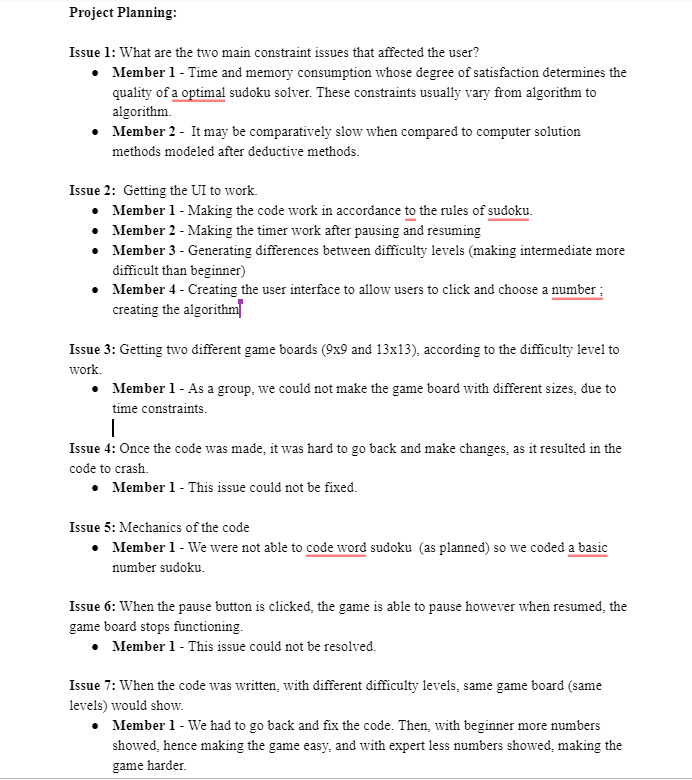 Project Planning:
Issue 1: What are the two main constraint issues that affected the user?
● Member 1 - Time and memory consumption whose degree of satisfaction determines the
quality of a optimal sudoku solver. These constraints usually vary from algorithm to
algorithm.
● Member 2 - It may be comparatively slow when compared to computer solution
methods modeled after deductive methods.
Issue 2: Getting the UI to work.
● Member 1 - Making the code work in accordance to the rules of sudoku.
● Member 2 - Making the timer work after pausing and resuming
● Member 3 - Generating differences between difficulty levels (making intermediate more
difficult than beginner)
● Member 4 - Creating the user interface to allow users to click and choose a number ;
creating the algorithm
Issue 3: Getting two different game boards (9x9 and 13x13), according to the difficulty level to
work.
● Member 1 - As a group, we could not make the game board with different sizes, due to
time constraints.
Issue 4: Once the code was made, it was hard to go back and make changes, as it resulted in the
code to crash.
● Member 1 - This issue could not be fixed.
Issue 5: Mechanics of the code
● Member 1 - We were not able to code word sudoku (as planned) so we coded a basic
number sudoku.
Issue 6: When the pause button is clicked, the game is able to pause however when resumed, the
game board stops functioning.
● Member 1 - This issue could not be resolved.
Issue 7: When the code was written, with different difficulty levels, same game board (same
levels) would show.
● Member 1 - We had to go back and fix the code. Then, with beginner more numbers
showed, hence making the game easy, and with expert less numbers showed, making the
game harder.